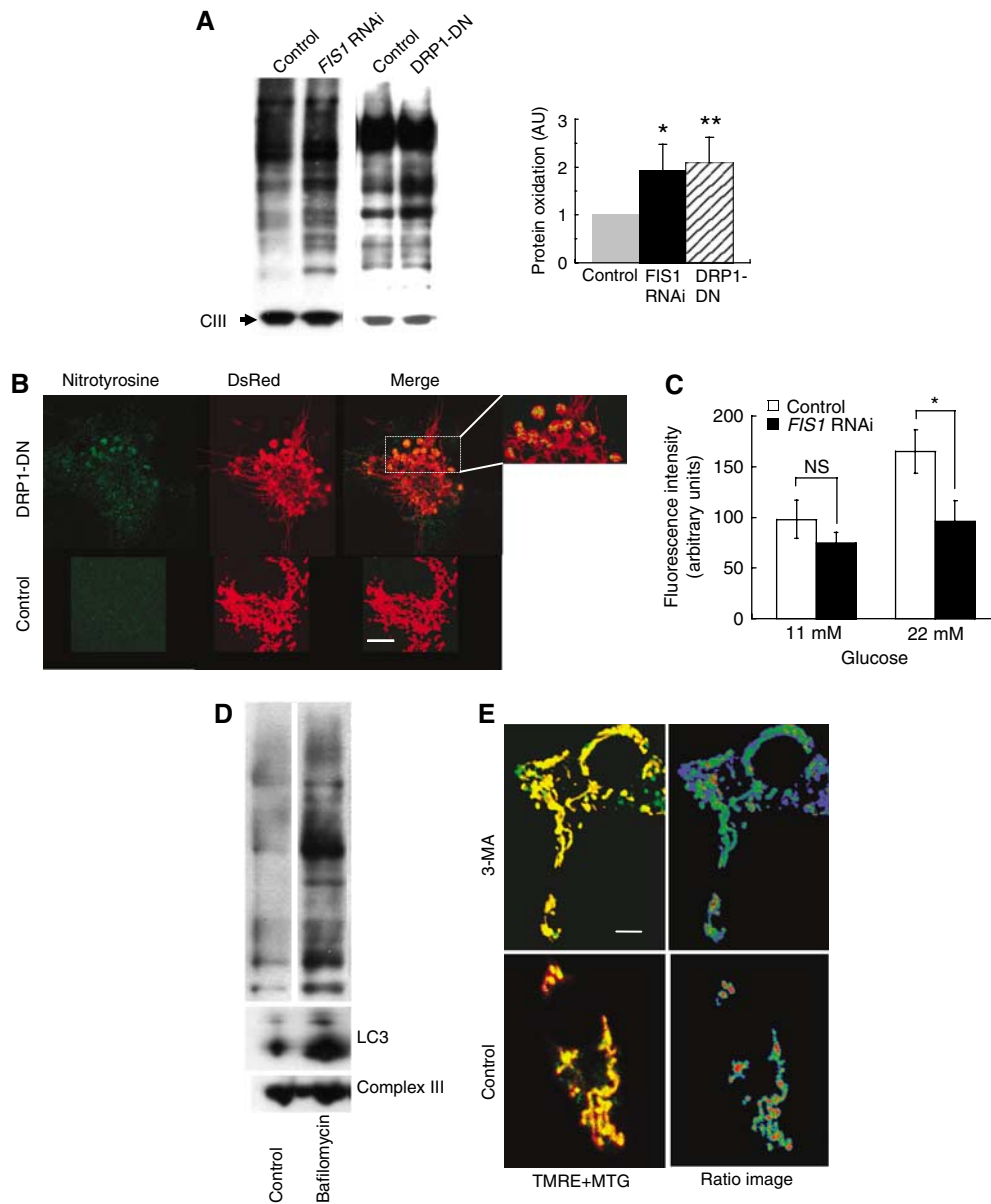 A
Control
FIS1 RNAi
Control
DRP1-DN
CIII
Protein oxidation (AU)
3
2
1
0
*
**
Control
FIS1
RNAi
DRP1-
DN
B
Nitrotyrosine
DsRed
Merge
DRP1-DN
Control
C
Control
FIS1 RNAi
Fluorescence intensity
(arbitrary units)
200
150
100
50
0
NS
*
11 mM
22 mM
Glucose
D
LC3
Complex III
Control
Bafilomycin
E
3-MA
Control
TMRE+MTG
Ratio image